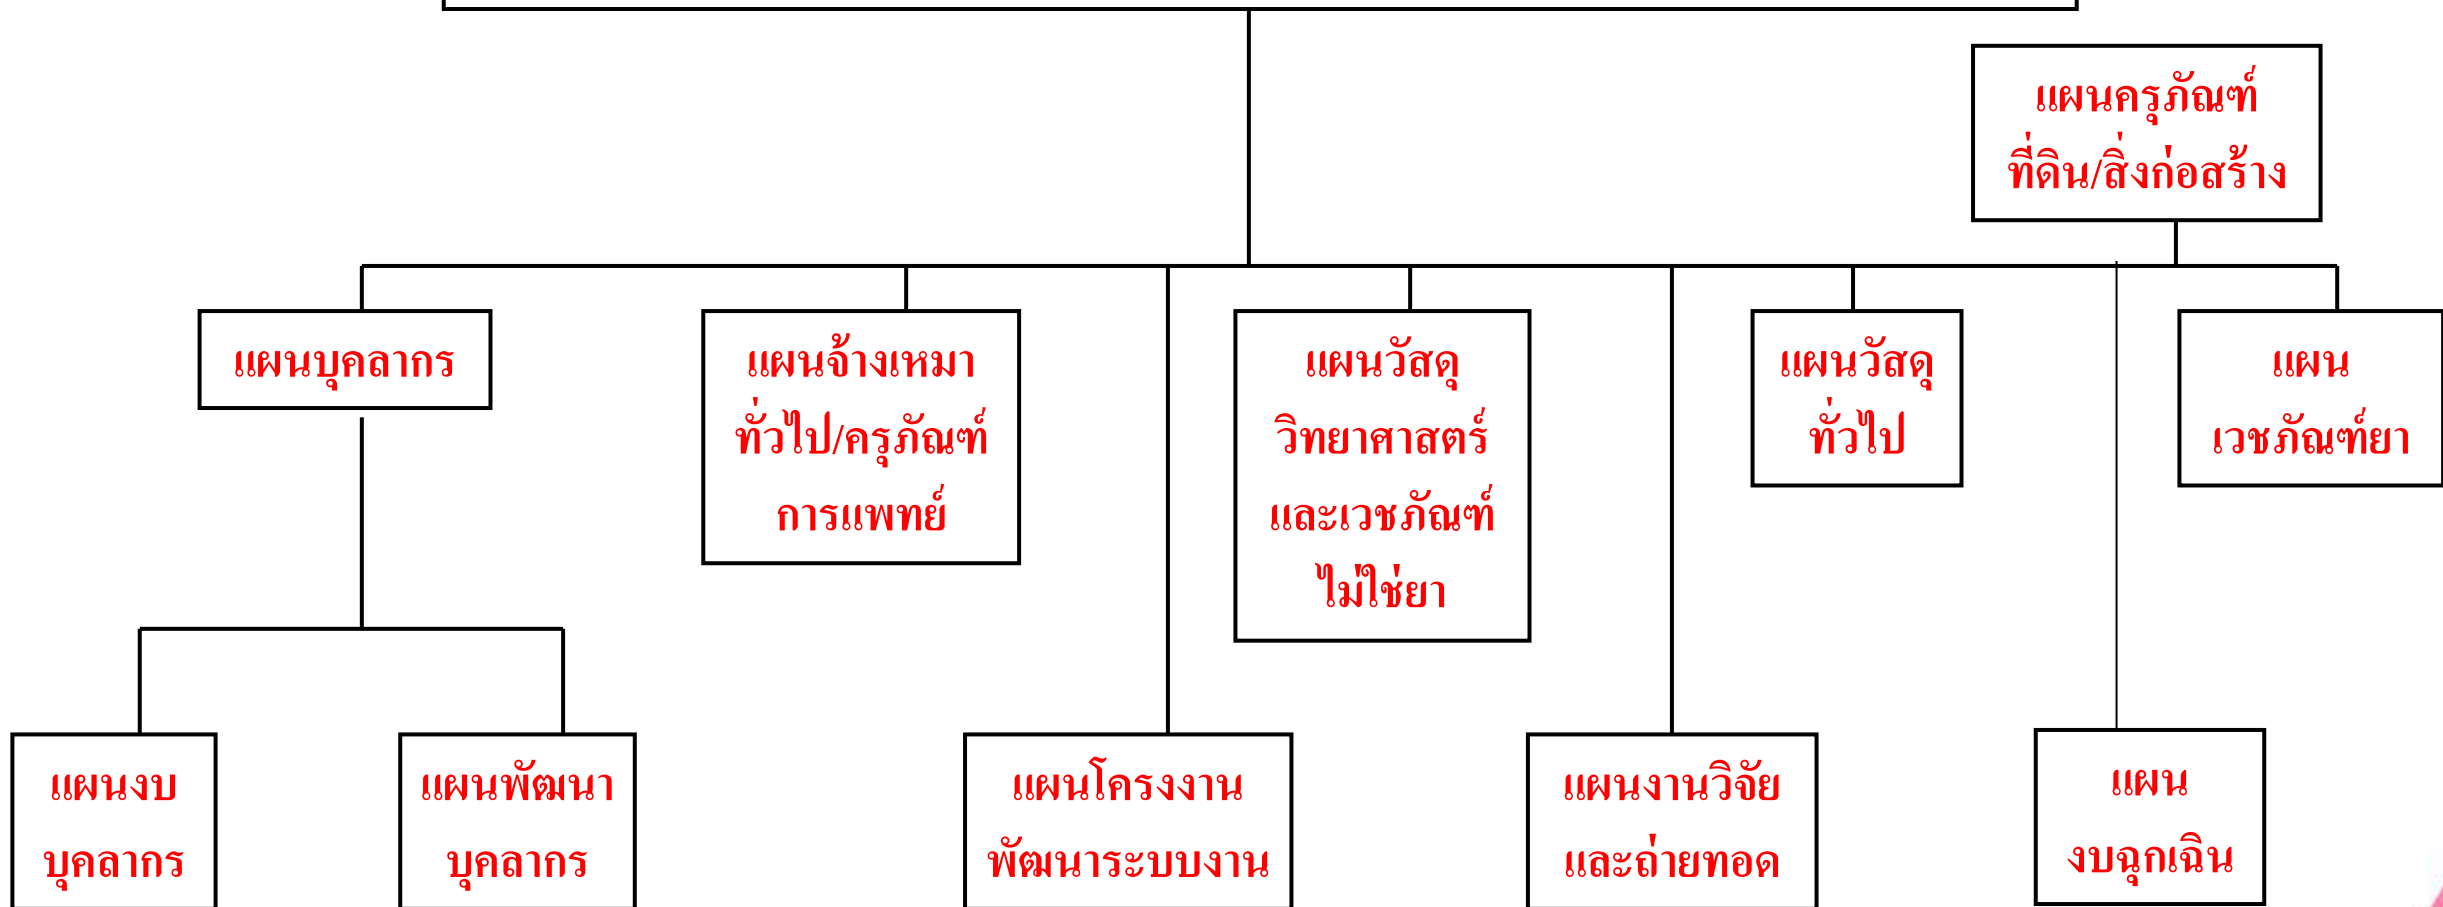 แผนครุภัณฑ์
ที่ดิน/สิ่งก่อสร้าง
แผนบุคลากร
แผนจ้างเหมา
ทั่วไป/ครุภัณฑ์
การแพทย์
แผนวัสดุ
วิทยาศาสตร์
และเวชภัณฑ์
ไม่ใช่ยา
แผนวัสดุ
ทั่วไป
แผน
เวชภัณฑ์ยา
แผนงบ
บุคลากร
แผนพัฒนา
บุคลากร
แผนโครงงาน
พัฒนาระบบงาน
แผนงานวิจัย
และถ่ายทอด
แผน
งบฉุกเฉิน